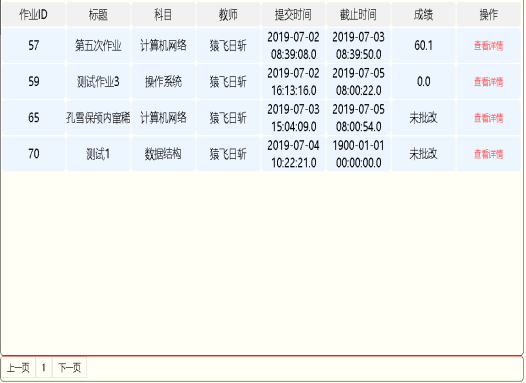 作业ID 标题 科目 教师 提交时间 截止时间 成绩 操作
57 第五次作业 计算机网络 猿飞日斩 2019-07-02 08:39:08.0 2019-07-03 08:39:50.0 60.1 查看详情
59 测试作业3 操作系统 猿飞日斩 2019-07-02 16:13:16.0 2019-07-05 08:00:22.0 0.0 查看详情
65 计算机网络 猿飞日斩 2019-07-03 15:04:09.0 2019-07-05 08:00:54.0 未批改 查看详情
70 测试1 数据结构 猿飞日斩 2019-07-04 10:22:21.0 1900-01-01 00:00:00.0 未批改 查看详情
上一页 1 下一页